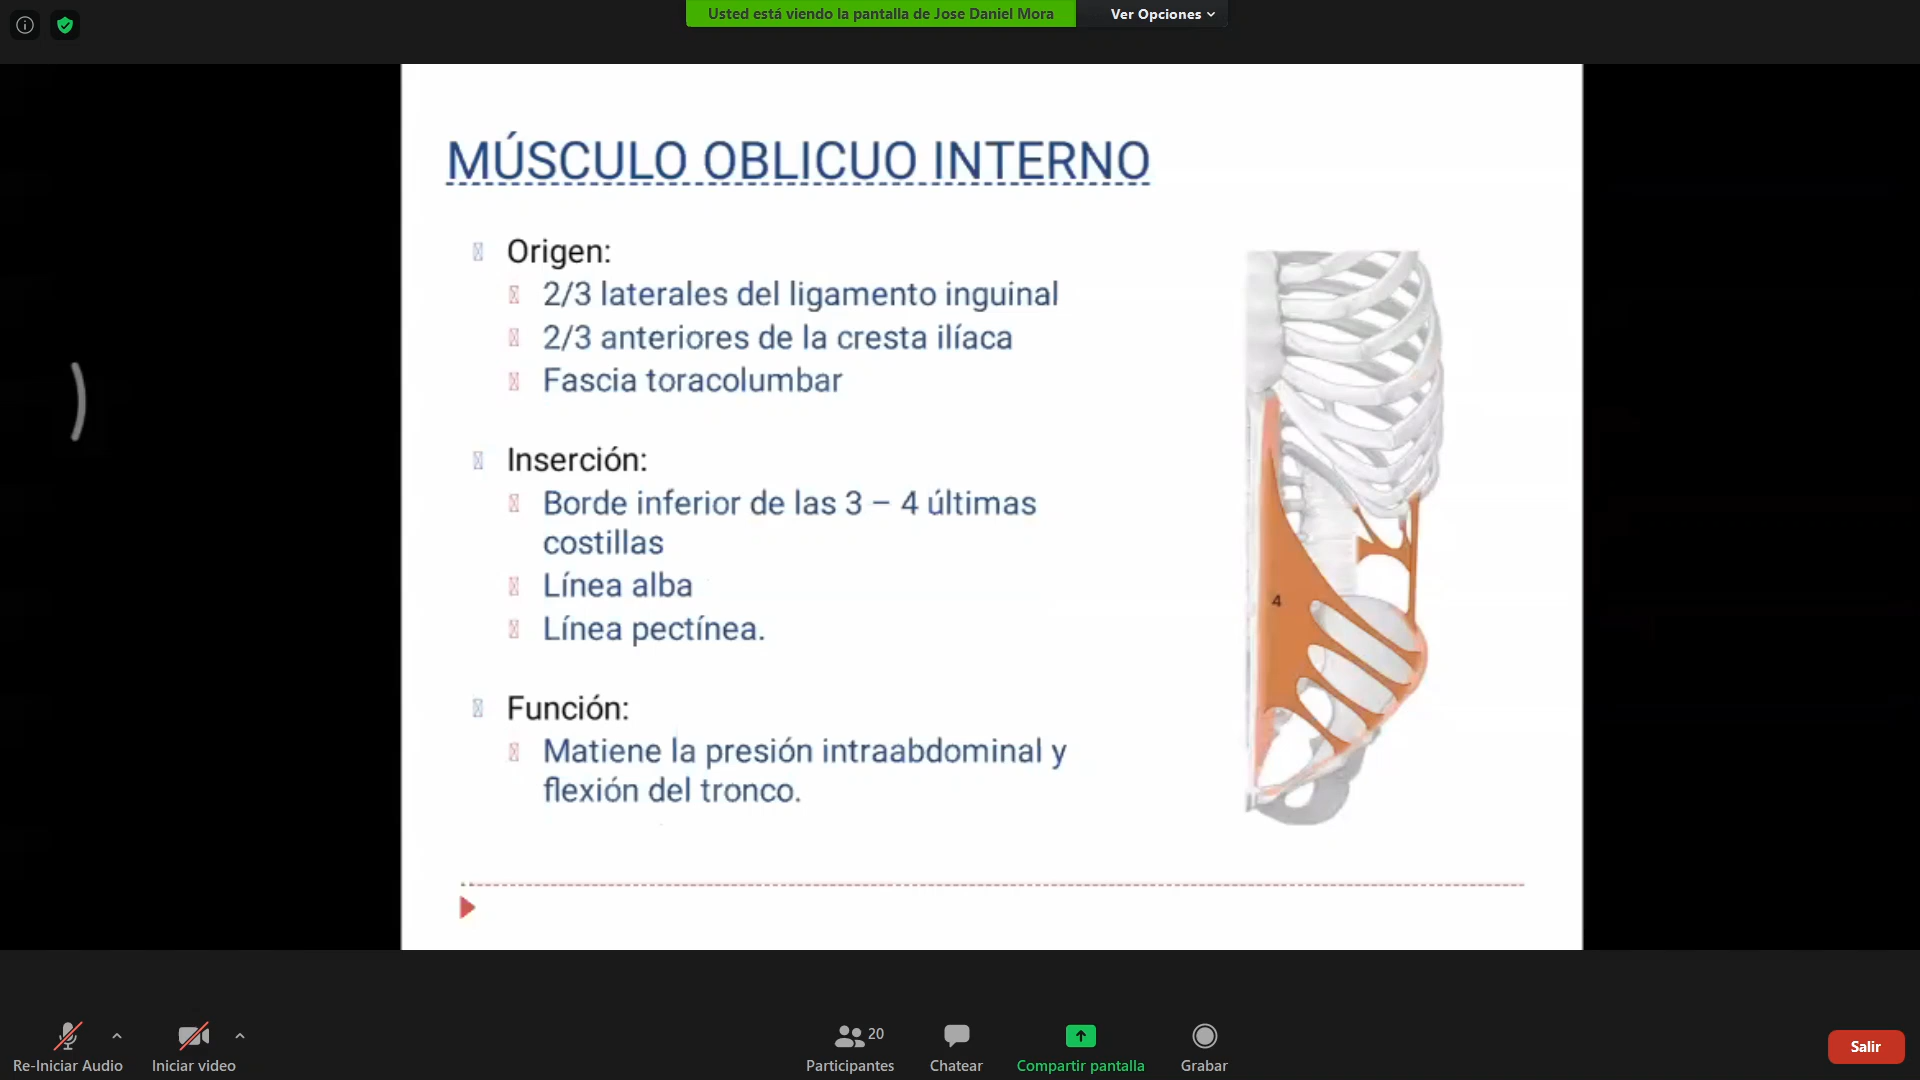 Usted está viendo la pantalla de Jose Daniel Mora
Ver Opciones
MÚSCULO OBLICUO INTERNO
Origen:
2/3 laterales del ligamento inguinal
2/3 anteriores de la cresta ilíaca
Fascia toracolumbar
Inserción:
Borde inferior de las 3 – 4 últimas
costillas
Línea alba
Línea pectínea.
Función:
Matiene la presión intraabdominal y
flexión del tronco.
4
Re-Iniciar Audio
Iniciar video
20
Participantes
Chatear
Compartir pantalla
Grabar
Salir